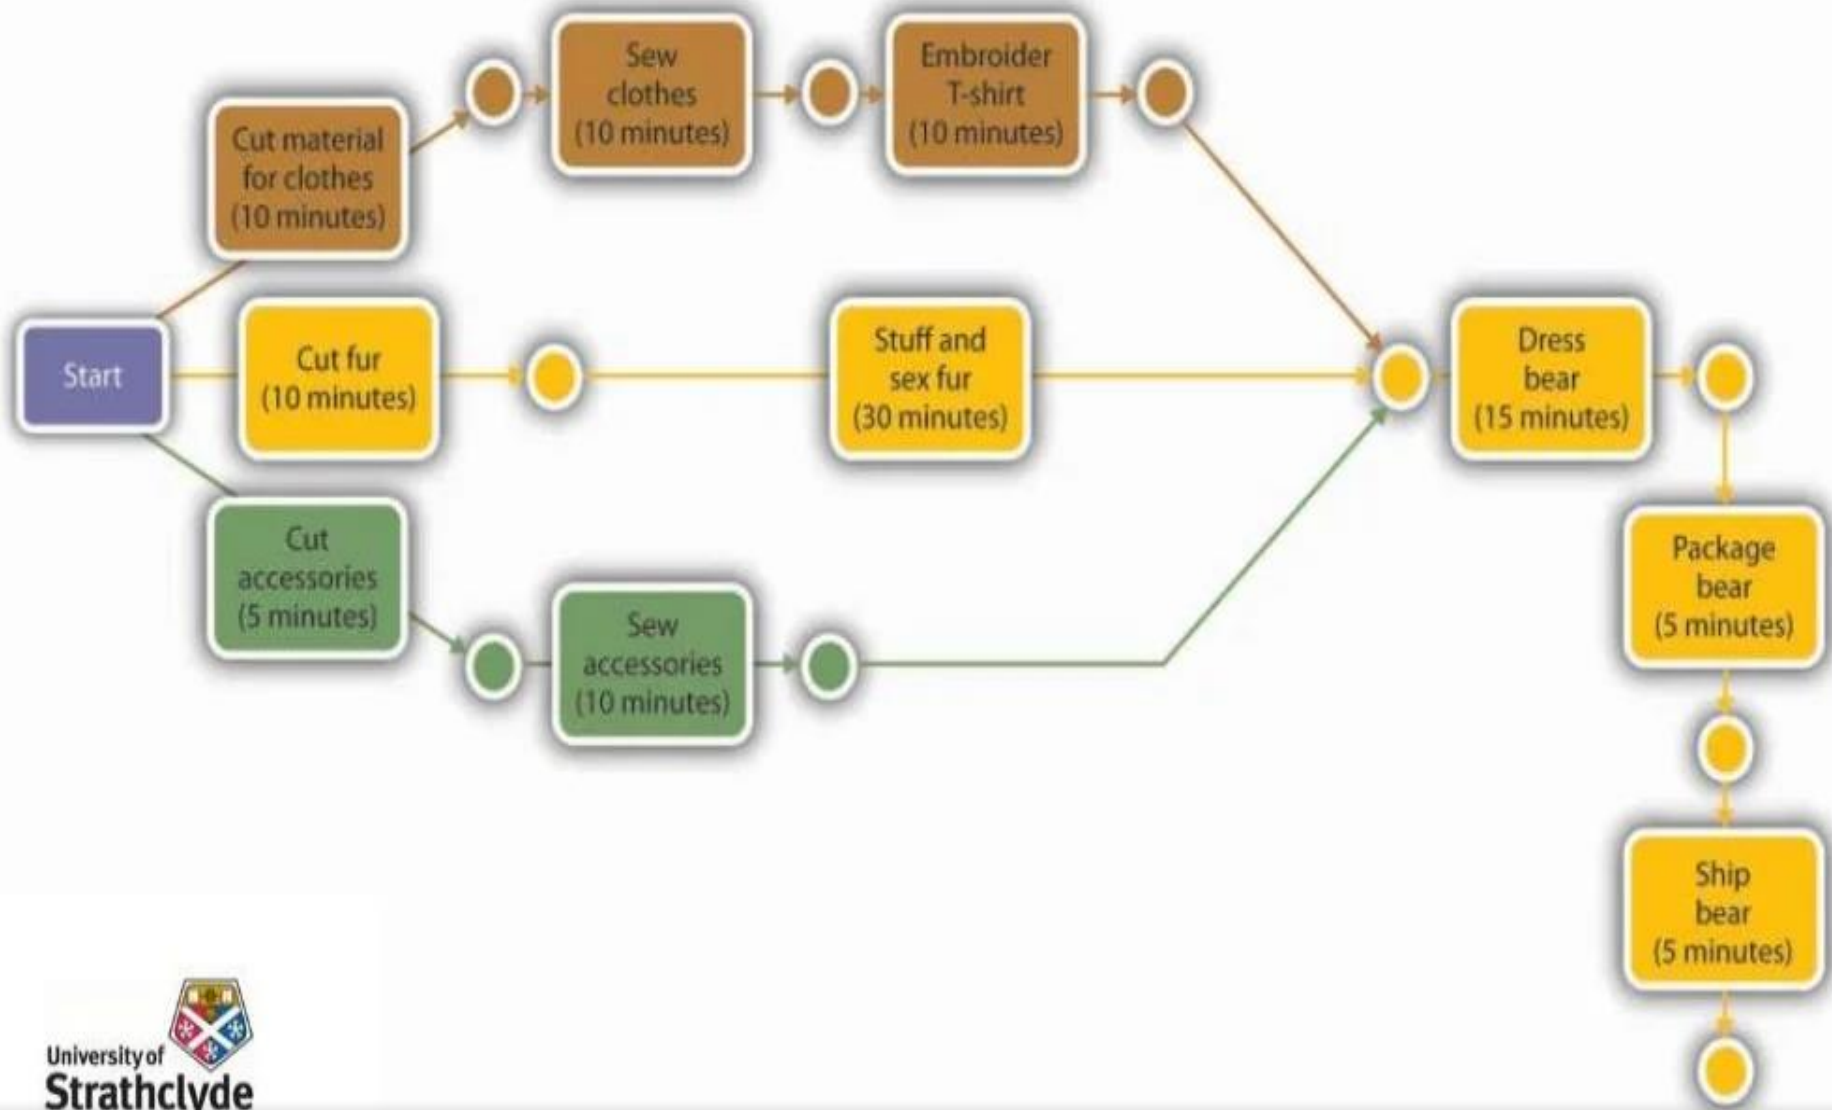 Sew
clothes
(10 minutes)
Embroider
T-shirt
(10 minutes)
Cut material
for clothes
(10 minutes)
Start
Cut fur
(10 minutes)
Stuff and
sex fur
(30 minutes)
Dress
bear
(15 minutes)
Cut
accessories
(5 minutes)
Sew
accessories
(10 minutes)
Package
bear
(5 minutes)
Ship
bear
(5 minutes)
University of
Strathclyde